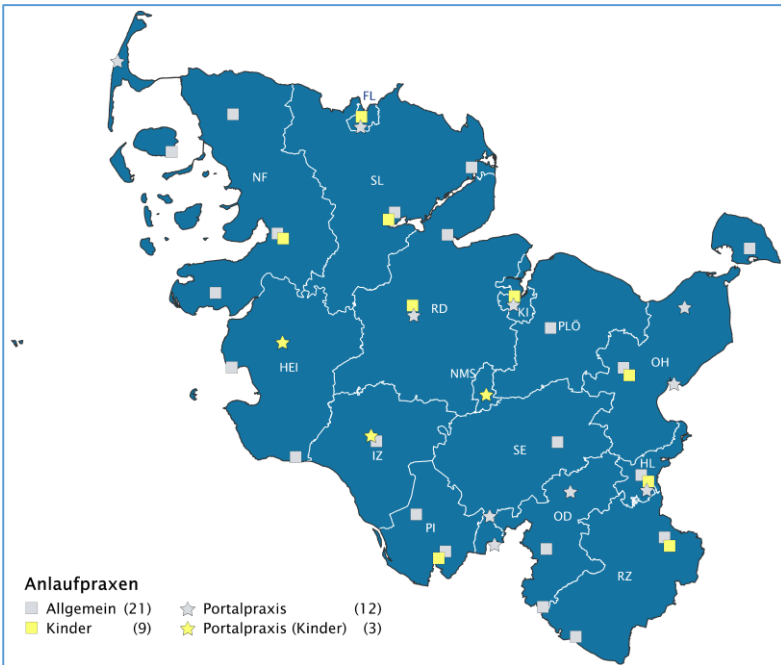 FL
NF
SL
RD
KI
PLÖ
OH
HEI
NMS
IZ
SE
HL
PI
OD
RZ
Anlaufpraxen
Allgemein (21) Portalpraxis (12)
Kinder (9) Portalpraxis (Kinder) (3)